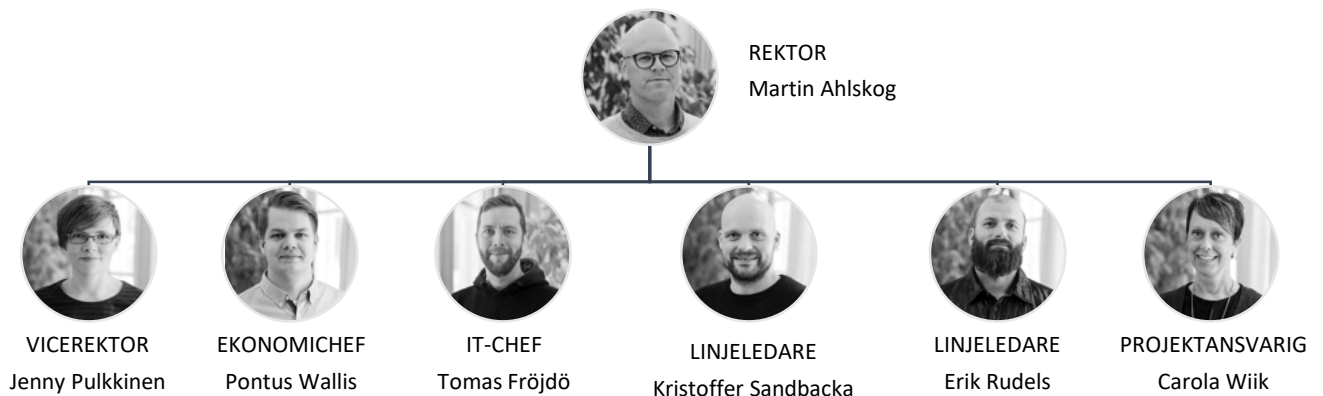 REKTOR
Martin Ahlskog
VICEREKTOR
Jenny Pulkkinen
EKONOMICHEF
Pontus Wallis
IT-CHEF
Tomas Fröjdö
LINJELEDARE
Kristoffer Sandbacka
LINJELEDARE
Erik Rudels
PROJEKTANSVARIG
Carola Wiik